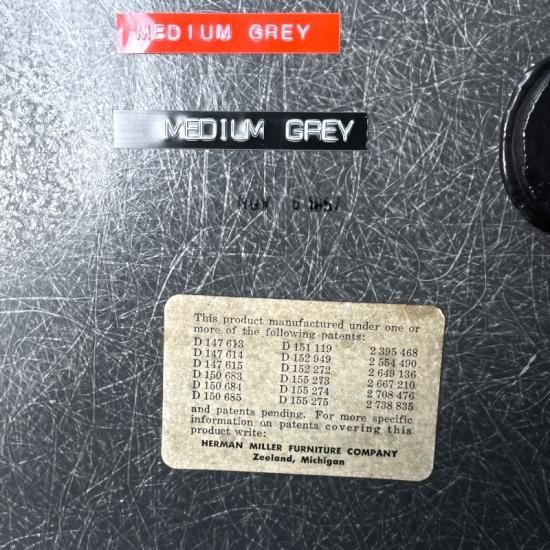 MEDIUM GREY
MEDIUM GREY
NOV 6 1957
This product manufactured under one or
more of the following patents:
D 147 613 D 151 119 2 395 468
D 147 614 D 152 949 2 554 490
D 147 615 D 152 272 2 649 136
D 150 683 D 155 273 2 667 210
D 150 684 D 155 274 2 708 476
D 150 685 D 155 275 2 738 835
and patents pending. For more specific
information on patents covering this
product write:
HERMAN MILLER FURNITURE COMPANY
Zeeland, Michigan